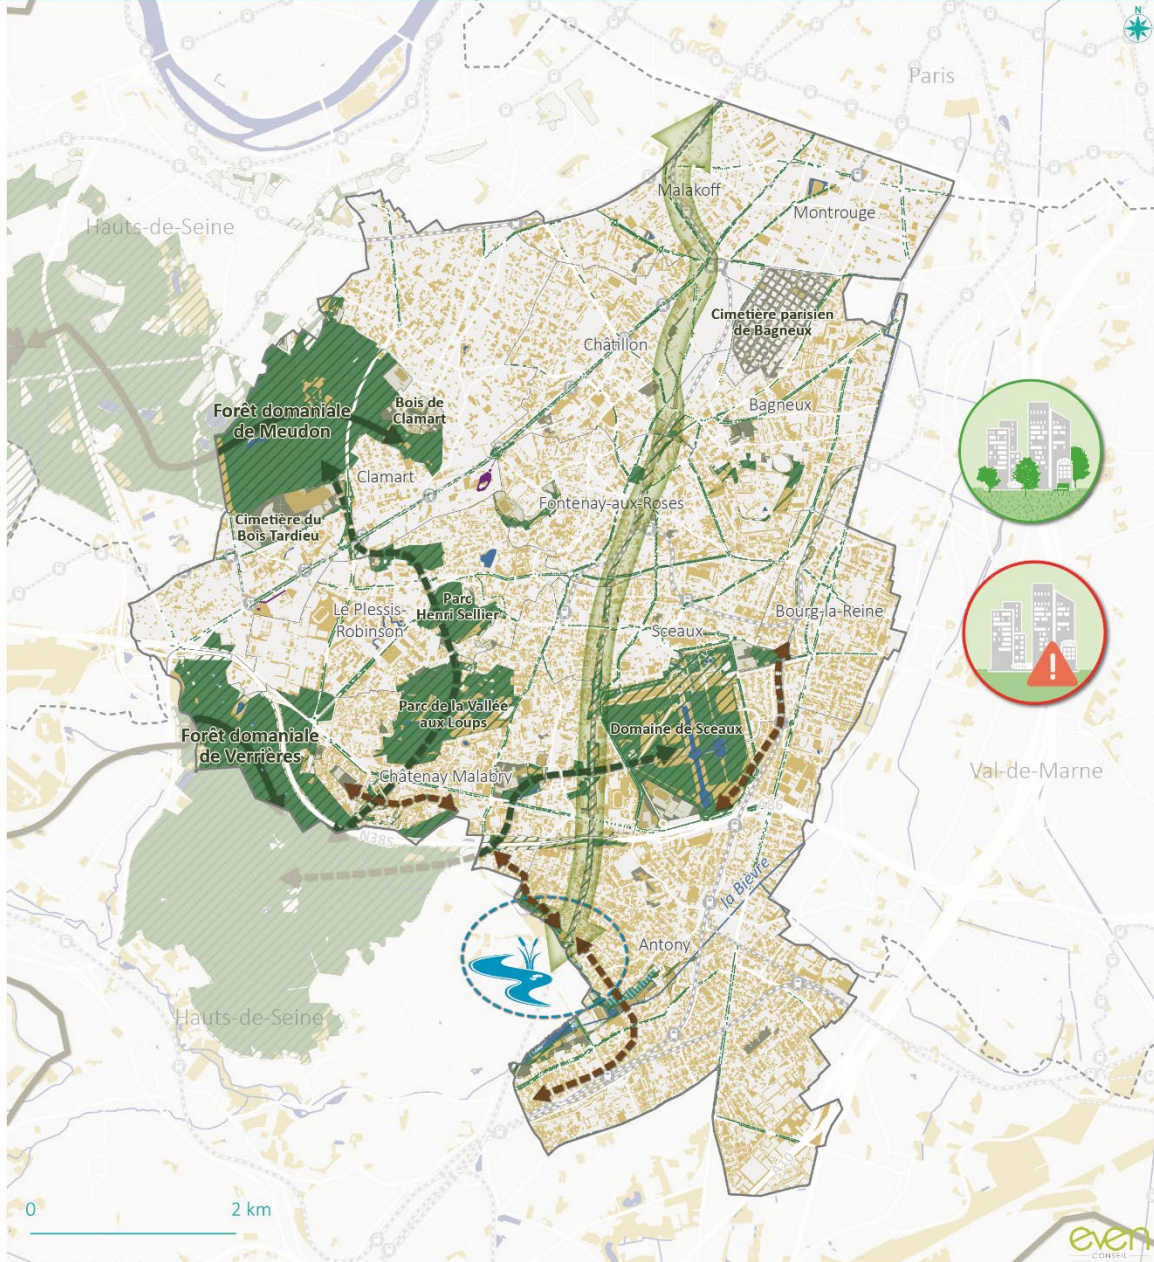 N
Paris
Malakoff
Montrouge
Hauts-de-Seine
Cimetière parisien
de Bagneux
Châtillon
Bois de
Clamart
Bagneux
Forêt domaniale
de Meudon
Clamart
Fontenay-aux-Roses
Cimetière du
Bois Tardieu
Parc
Henri Sellier
Le Plessis-
Robinson
Bourg-la-Reine
Sceaux
Parc de la Vallée
aux Loups
Domaine de Sceaux
Forêt domaniale
de Verrières
Val-de-Marne
Châtenay Malabry
A86
N385
la Bièvre
Antony
Hauts-de-Seine
0
2 km
even
CONSEIL